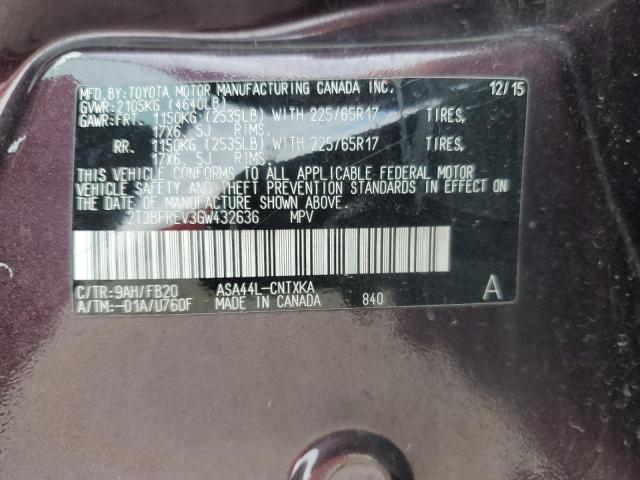 MFD. BY: TOYOTA MOTOR MANUFACTURING CANADA INC. 12/15
GVWR: 2105KG (4640LB)
GAWR: FRT. 1150KG (2535LB) WITH 225/65R17 TIRES,
17X6. 5J RIMS.
RR. 1150KG (2535LB) WITH 225/65R17 TIRES,
17X6. 5J RIMS.
THIS VEHICLE CONFORMS TO ALL APPLICABLE FEDERAL MOTOR
VEHICLE SAFETY AND THEFT PREVENTION STANDARDS IN EFFECT ON
THE DATE OF MANUFACTURE SHOWN ABOVE.
2T3BFREV3GW432636 MPV
C/TR: 9AH/FB20 ASA44L-CNTXKA A
A/TM: -01A/U760F MADE IN CANADA 840